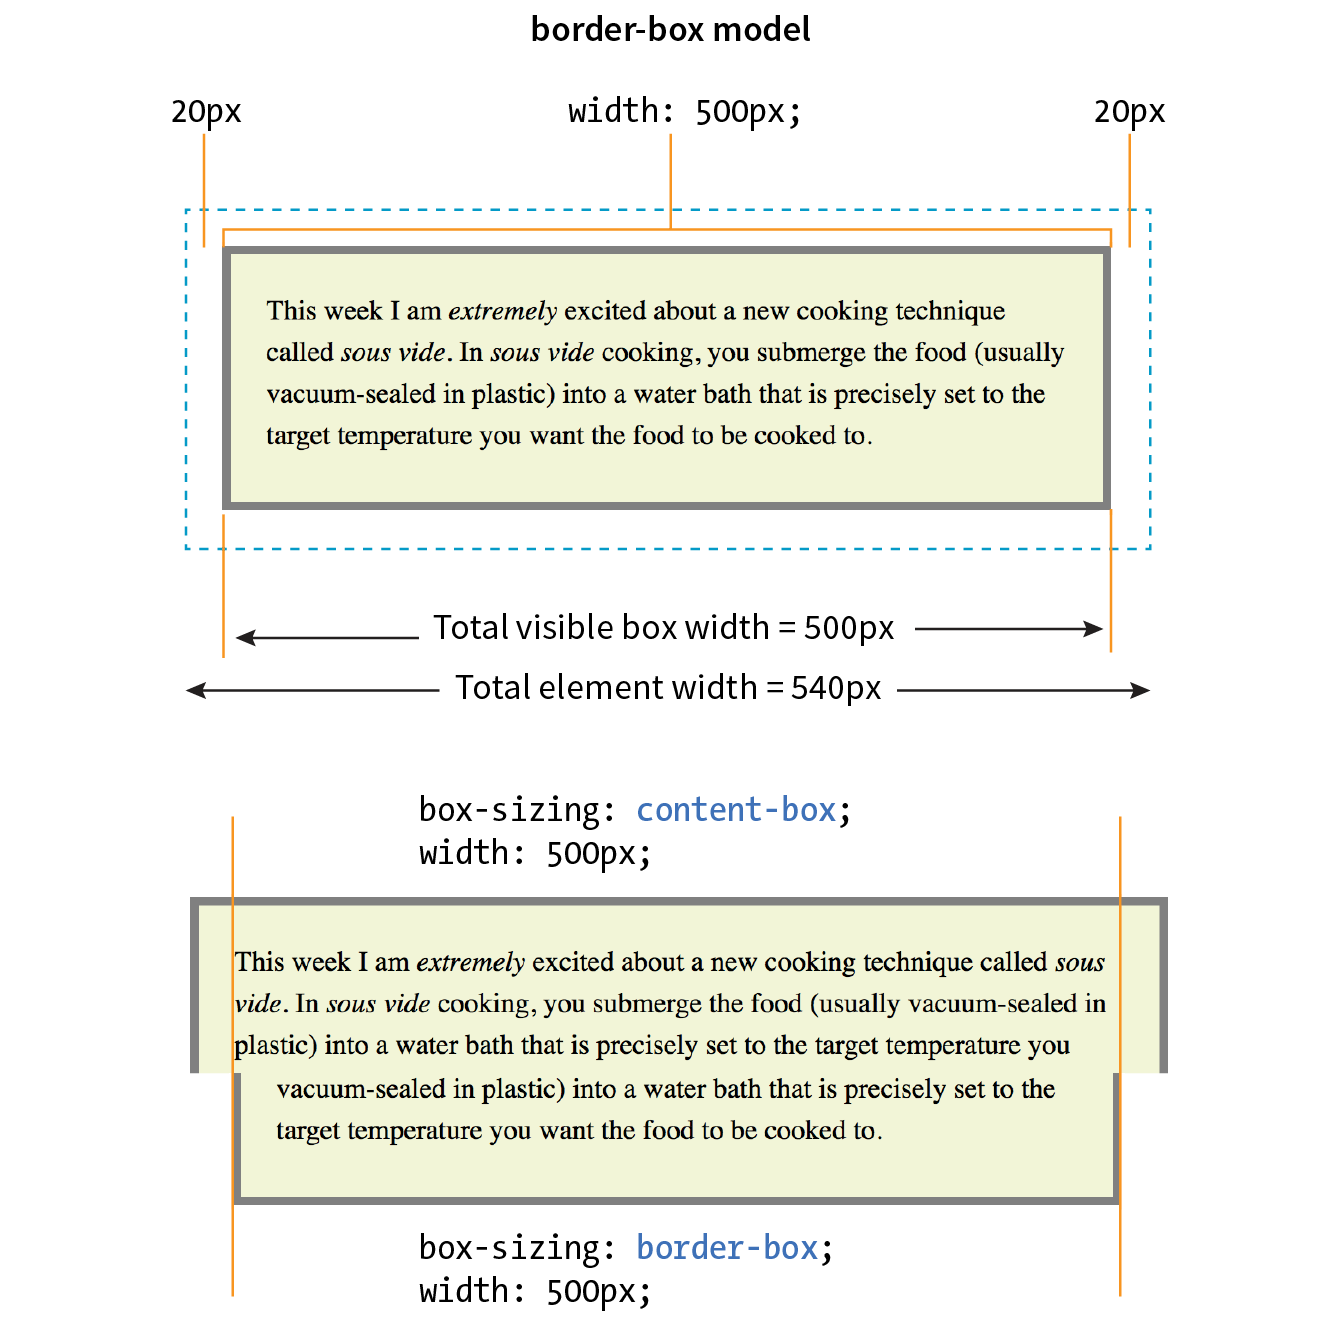 border-box model
20px width: 500px; 20px
This week I am extremely excited about a new cooking technique
called sous vide. In sous vide cooking, you submerge the food (usually
vacuum-sealed in plastic) into a water bath that is precisely set to the
target temperature you want the food to be cooked to.
Total visible box width = 500px
Total element width = 540px
box-sizing: content-box;
width: 500px;
This week I am extremely excited about a new cooking technique called sous
vide. In sous vide cooking, you submerge the food (usually vacuum-sealed in
plastic) into a water bath that is precisely set to the target temperature you
vacuum-sealed in plastic) into a water bath that is precisely set to the
target temperature you want the food to be cooked to.
box-sizing: border-box;
width: 500px;